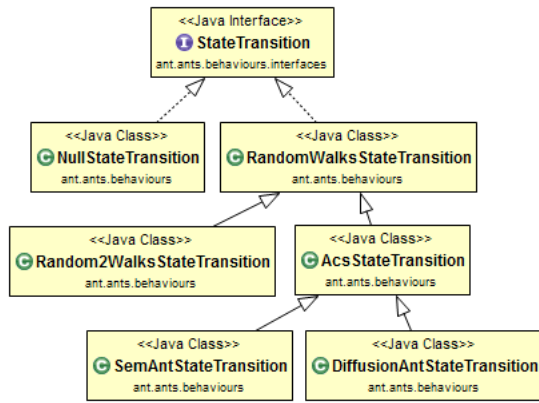 <<Java Interface>>
I StateTransition
ant.ants.behaviours.interfaces
<<Java Class>>
C NullStateTransition
ant.ants.behaviours
<<Java Class>>
C RandomWalksStateTransition
ant.ants.behaviours
<<Java Class>>
C Random2WalksStateTransition
ant.ants.behaviours
<<Java Class>>
C AcsStateTransition
ant.ants.behaviours
<<Java Class>>
C SemAntStateTransition
ant.ants.behaviours
<<Java Class>>
C DiffusionAntStateTransition
ant.ants.behaviours